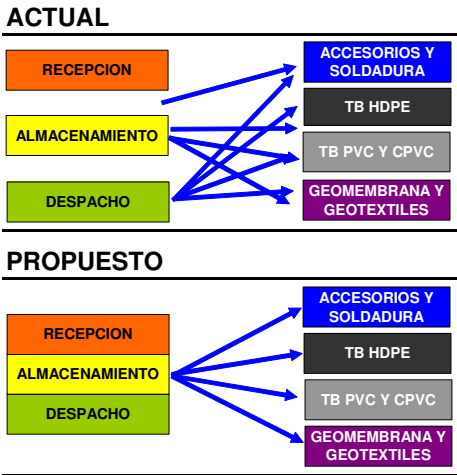 ACTUAL
RECEPCION
ALMACENAMIENTO
DESPACHO
ACCESORIOS Y
SOLDADURA
TB HDPE
TB PVC Y CPVC
GEOMEMBRANA Y
GEOTEXTILES
PROPUESTO
RECEPCION
ALMACENAMIENTO
DESPACHO
ACCESORIOS Y
SOLDADURA
TB HDPE
TB PVC Y CPVC
GEOMEMBRANA Y
GEOTEXTILES